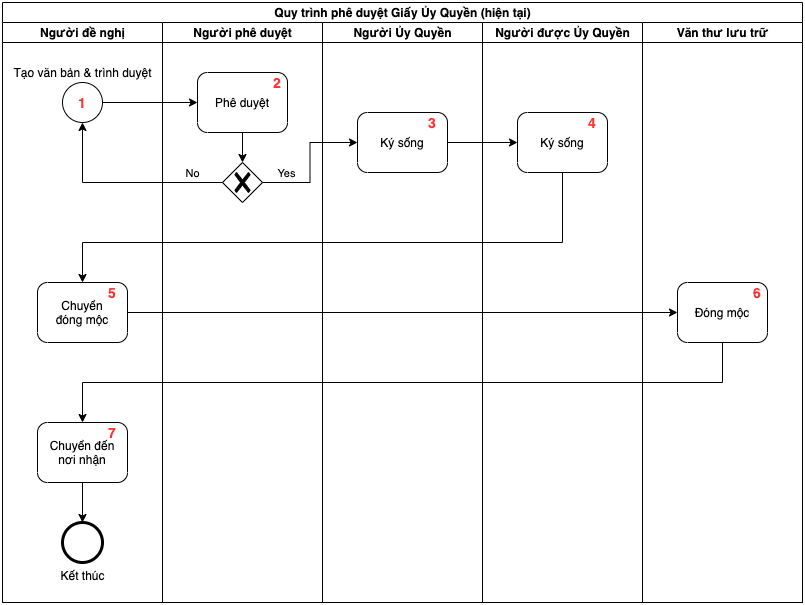 Quy trình phê duyệt Giấy Ủy Quyền (hiện tại)
Người đề nghị
Người phê duyệt
Người Ủy Quyền
Người được Ủy Quyền
Văn thư lưu trữ
Tạo văn bản & trình duyệt
1
2
Phê duyệt
No
Yes
3
Ký sống
4
Ký sống
5
Chuyển
đóng mộc
6
Đóng mộc
7
Chuyển đến
nơi nhận
Kết thúc